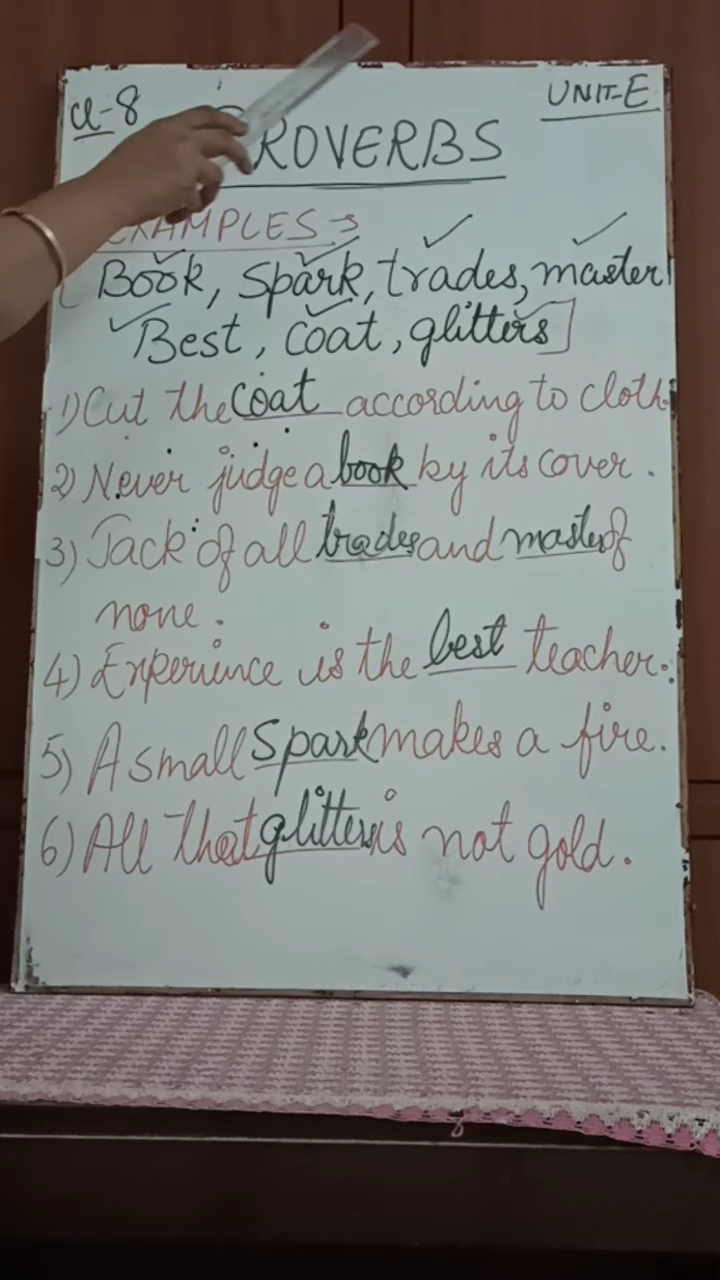 Cl-8
UNIT-E
PROVERBS
EXAMPLES →
[Book, Spark, trades, master
Best, coat, glitters]
1) Cut the coat according to cloth.
2) Never judge a book by its cover.
3) Jack of all trades and master of
none.
4) Experience is the best teacher.
5) A small Spark makes a fire.
6) All that glitters is not gold.